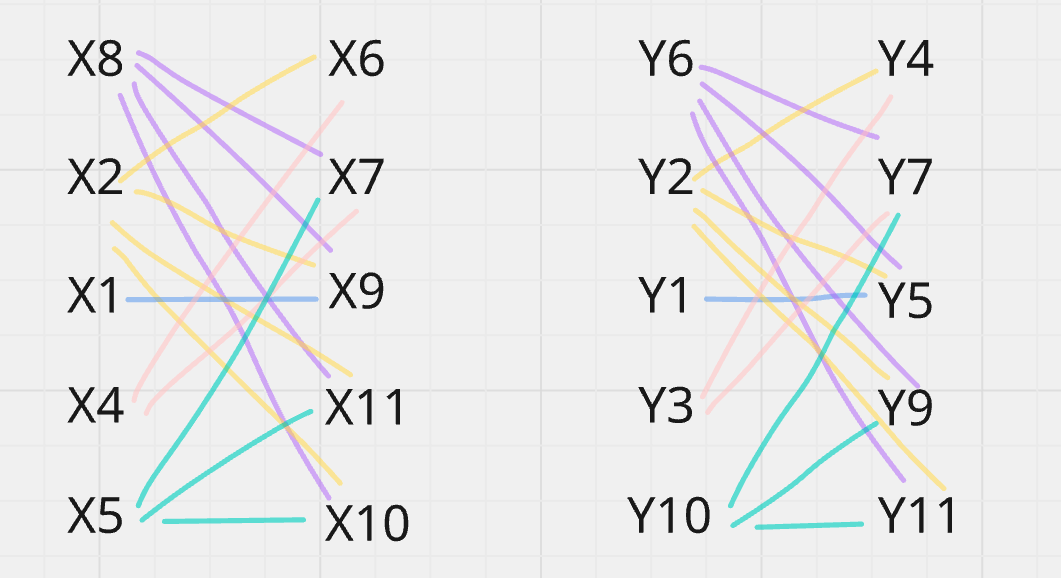 X8 X6 Y6 Y4
X2 X7 Y2 Y7
X1 X9 Y1 Y5
X4 X11 Y3 Y9
X5 X10 Y10 Y11